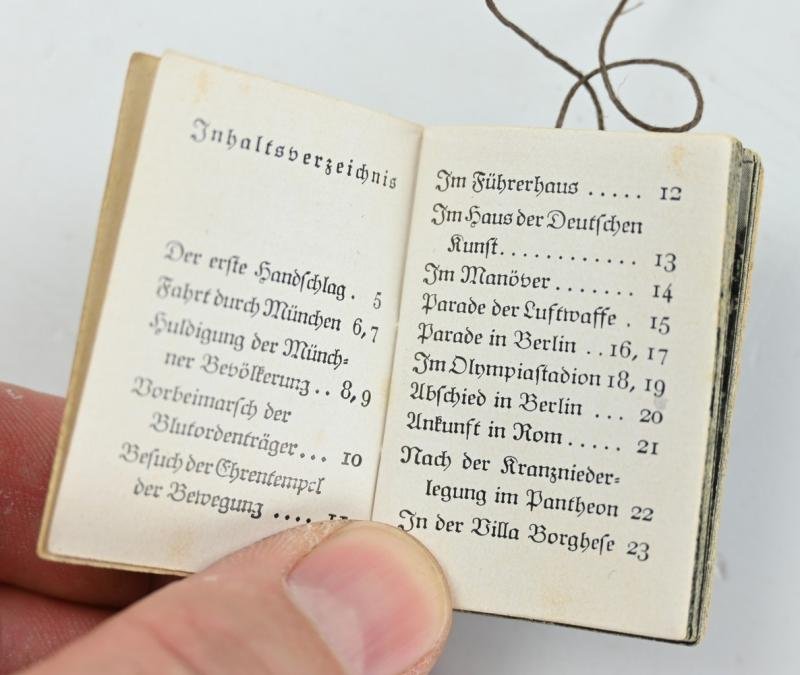 Inhaltsverzeichnis
Der erste Handschlag . 5
Fahrt durch München 6, 7
Huldigung der Münch-
ner Bevölkerung . . 8, 9
Vorbeimarsch der
Blutordenträger . . . 10
Besuch der Ehrentempel
der Bewegung . . . .
Im Führerhaus . . . . . 12
Im Haus der Deutschen
Kunst. . . . . . . . . . 13
Im Manöver . . . . . . . 14
Parade der Luftwaffe . 15
Parade in Berlin . . 16, 17
Im Olympiastadion 18, 19
Abschied in Berlin . . . 20
Ankunft in Rom . . . . . 21
Nach der Kranznieder-
legung im Pantheon 22
In der Villa Borghese 23